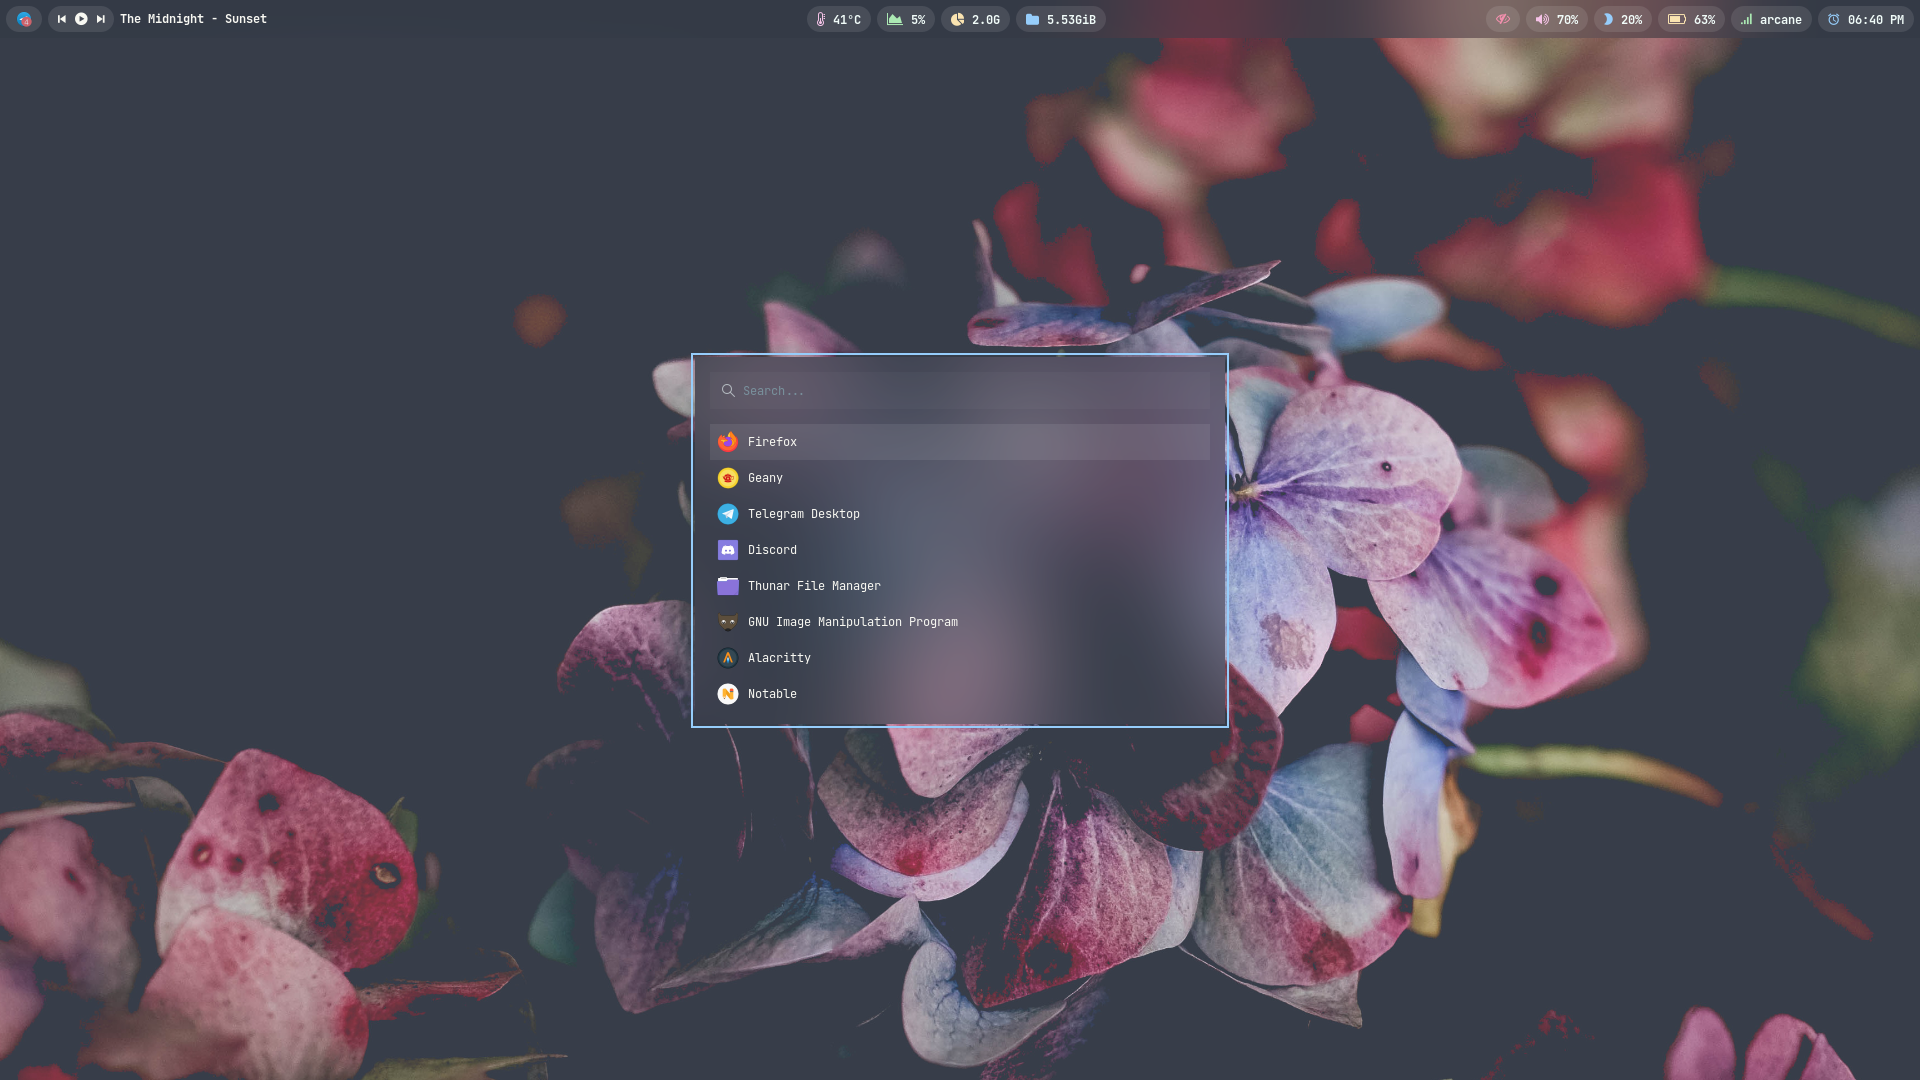 The Midnight - Sunset
41°C 5% 2.0G 5.53GiB
70% 20% 63% arcane 06:40 PM
Search...
Firefox
Geany
Telegram Desktop
Discord
Thunar File Manager
GNU Image Manipulation Program
Alacritty
Notable